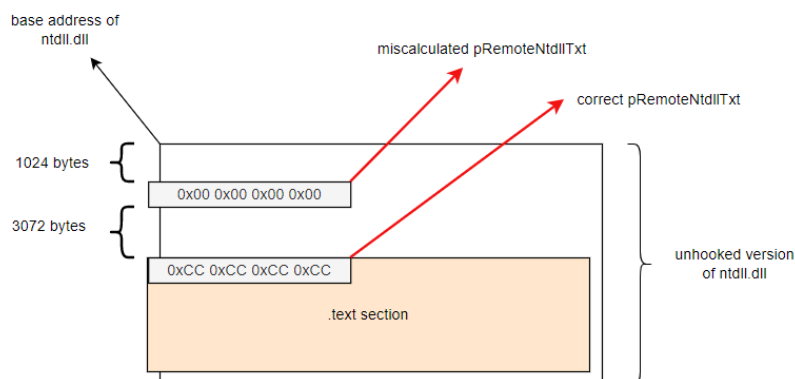 base address of
ntdll.dll
miscalculated pRemoteNtdllTxt
correct pRemoteNtdllTxt
1024 bytes
0x00 0x00 0x00 0x00
3072 bytes
0xCC 0xCC 0xCC 0xCC
unhooked version
of ntdll.dll
.text section